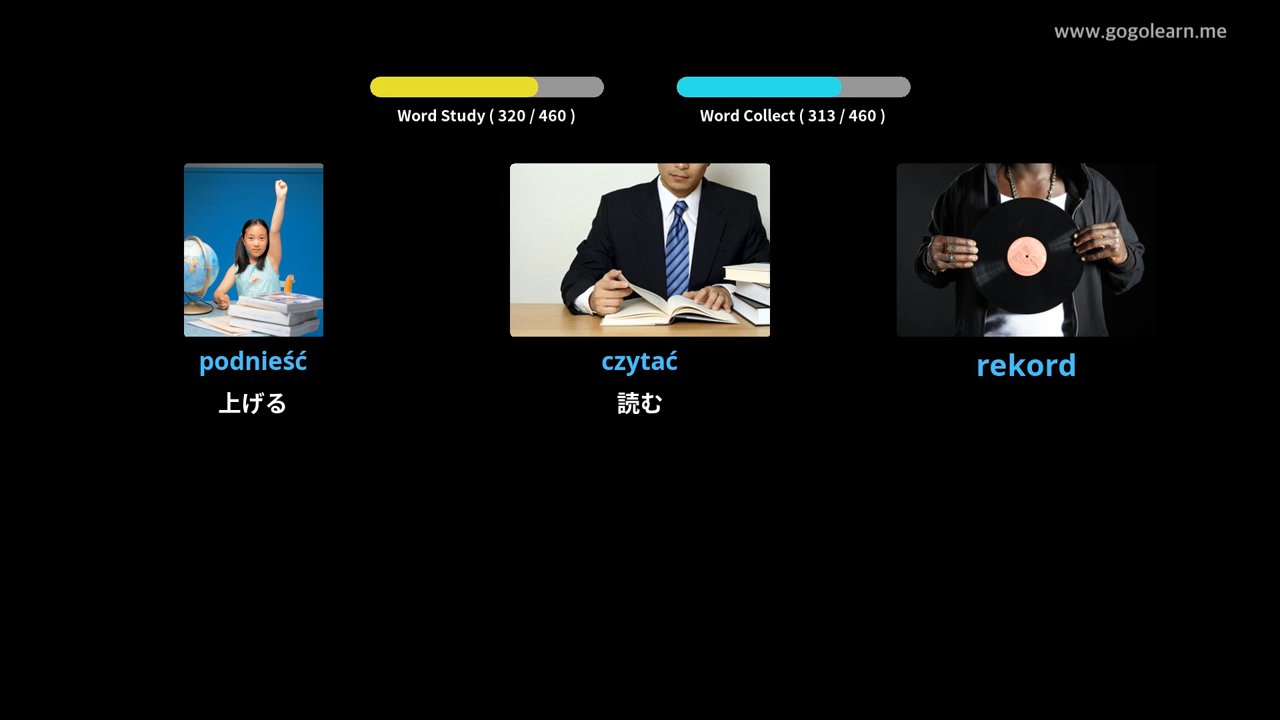 www.gogolearn.me
Word Study ( 320 / 460 )
Word Collect ( 313 / 460 )
podnieść
czytać
rekord
上げる
読む